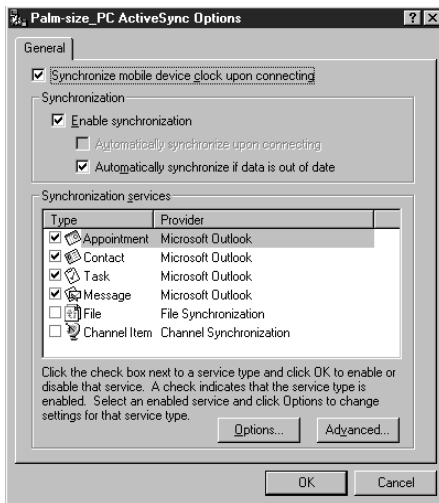 Palm-size_PC ActiveSync Options
General
Synchronize mobile device clock upon connecting
Synchronization
Enable synchronization
Automatically synchronize upon connecting
Automatically synchronize if data is out of date
Synchronization services
Type Provider
Appointment Microsoft Outlook
Contact Microsoft Outlook
Task Microsoft Outlook
Message Microsoft Outlook
File File Synchronization
Channel Item Channel Synchronization
Click the check box next to a service type and click OK to enable or
disable that service. A check indicates that the service type is
enabled. Select an enabled service and click Options to change
settings for that service type.
Options... Advanced...
OK Cancel